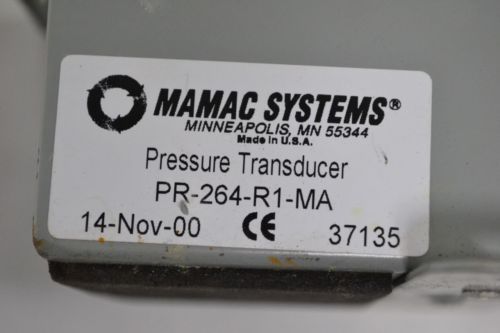 MAMAC SYSTEMS®
MINNEAPOLIS, MN 55344
Made in U.S.A.
Pressure Transducer
PR-264-R1-MA
14-Nov-00 CE 37135